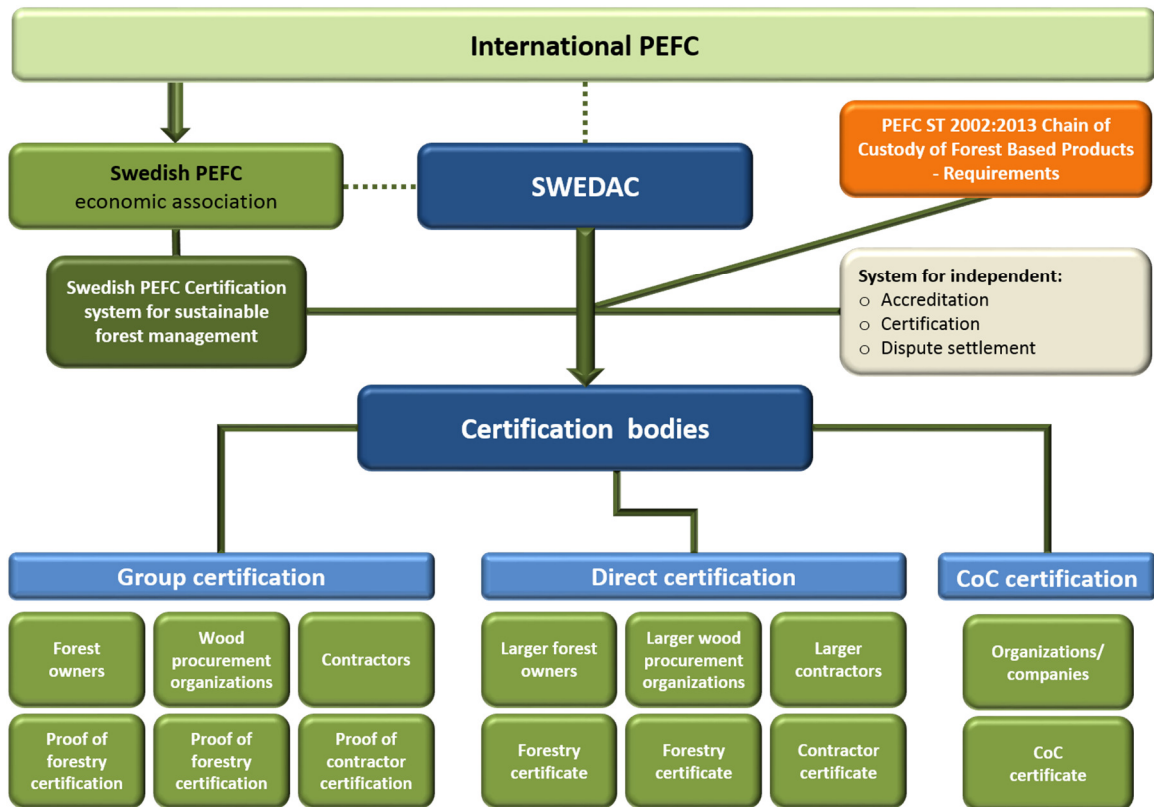 International PEFC
Swedish PEFC
economic association
SWEDAC
PEFC ST 2002:2013 Chain of
Custody of Forest Based Products
- Requirements
Swedish PEFC Certification
system for sustainable
forest management
System for independent:
o Accreditation
o Certification
o Dispute settlement
Certification bodies
Group certification
Direct certification
CoC certification
Forest
owners
Wood
procurement
organizations
Contractors
Larger forest
owners
Larger wood
procurement
organizations
Larger
contractors
Organizations/
companies
Proof of
forestry
certification
Proof of
forestry
certification
Proof of
contractor
certification
Forestry
certificate
Forestry
certificate
Contractor
certificate
CoC
certificate